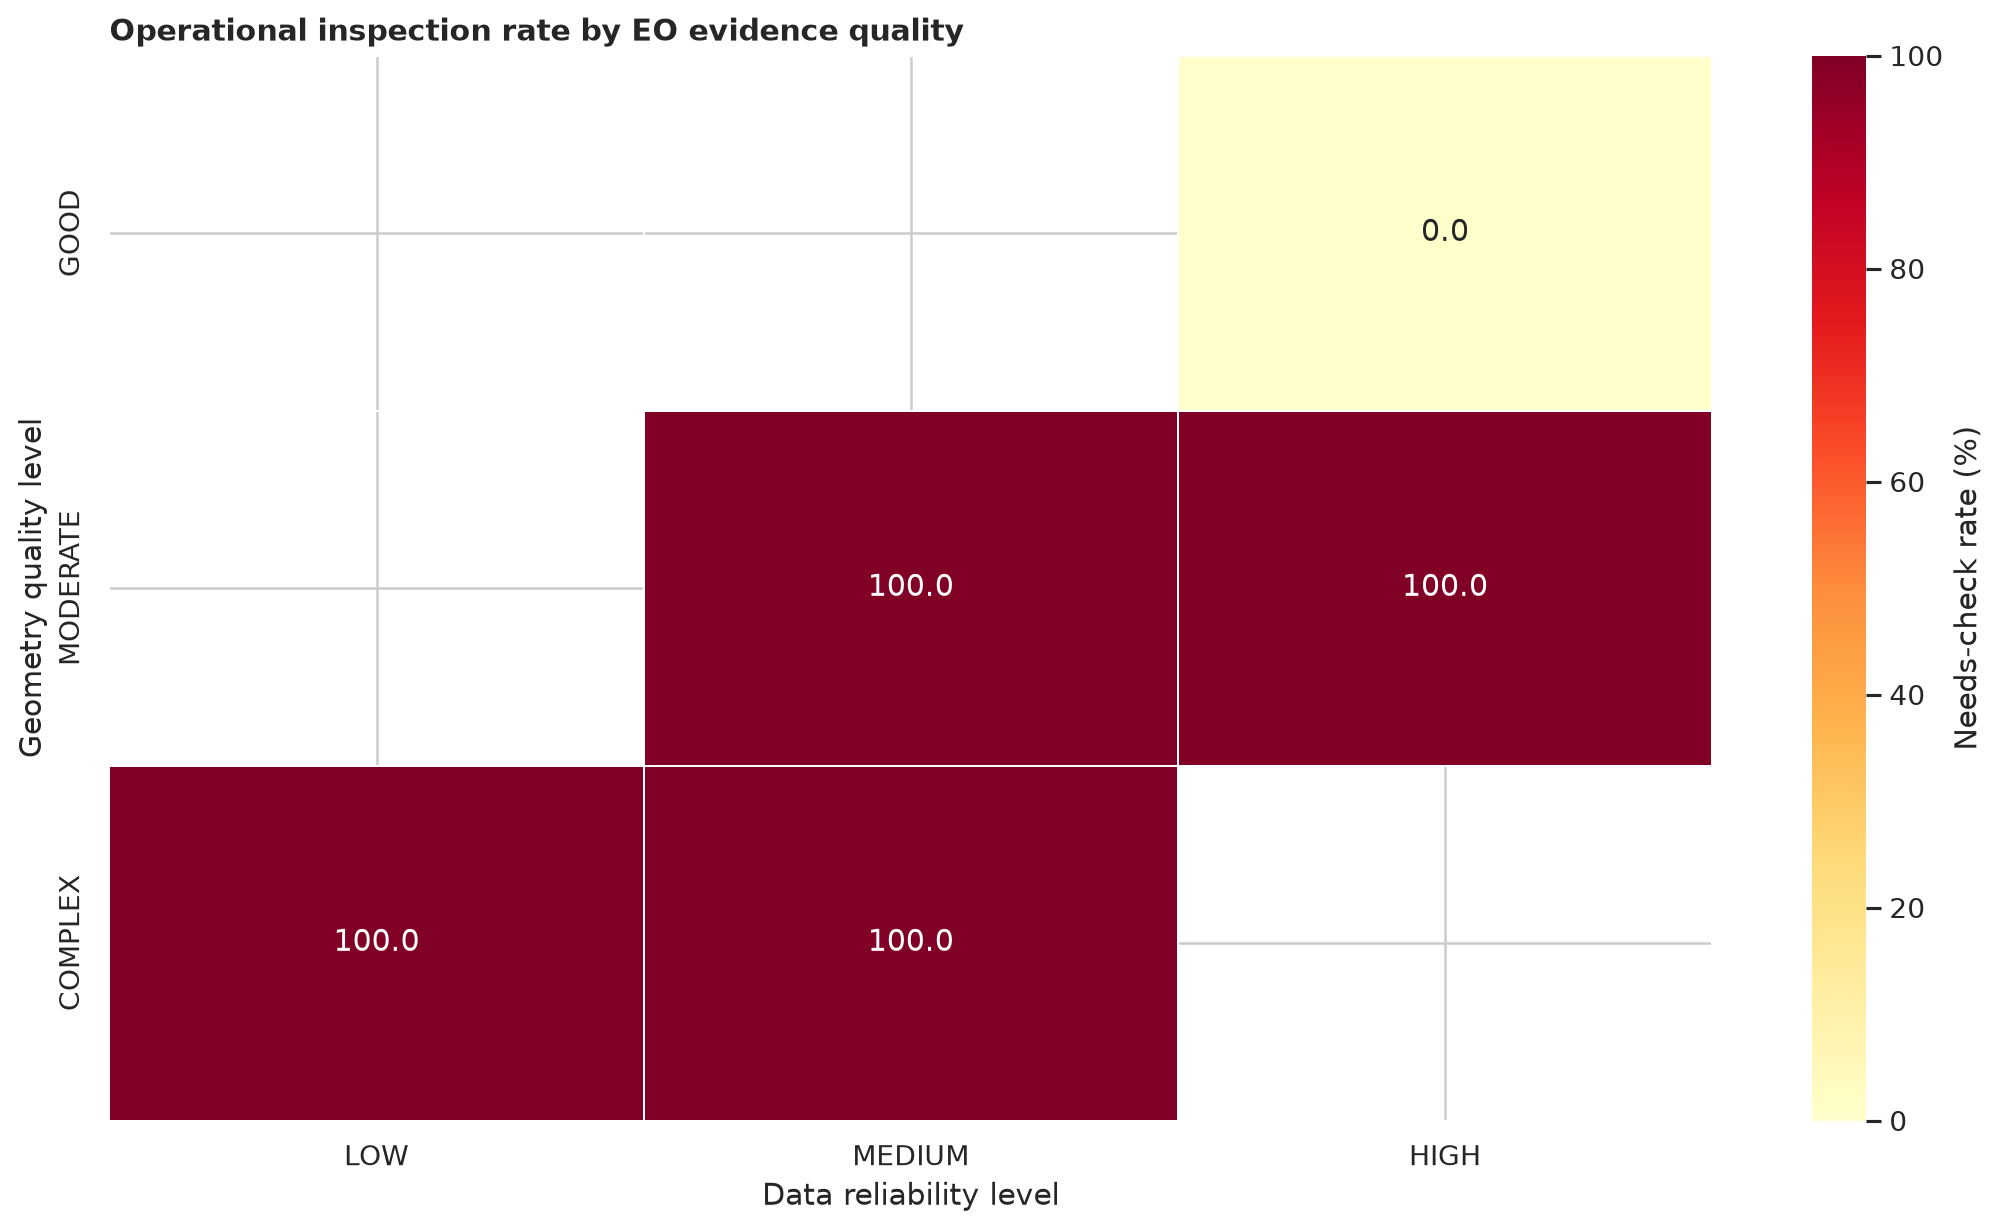 Operational inspection rate by EO evidence quality
Geometry quality level
GOOD
MODERATE
COMPLEX
0.0
100.0 100.0
100.0 100.0
LOW MEDIUM HIGH
Data reliability level
100
80
60
40
20
0
Needs-check rate (%)